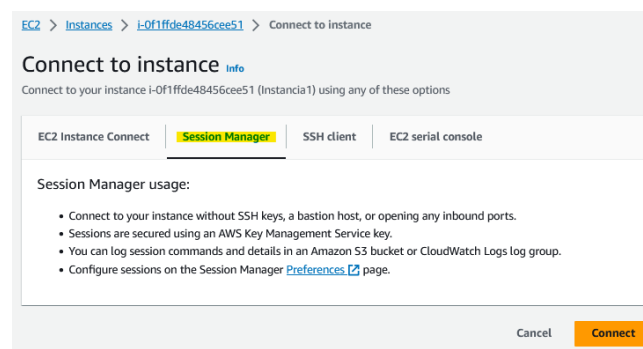 EC2 > Instances > i-0f1ffde48456cee51 > Connect to instance
Connect to instance Info
Connect to your instance i-0f1ffde48456cee51 (Instancia1) using any of these options
EC2 Instance Connect Session Manager SSH client EC2 serial console
Session Manager usage:
• Connect to your instance without SSH keys, a bastion host, or opening any inbound ports.
• Sessions are secured using an AWS Key Management Service key.
• You can log session commands and details in an Amazon S3 bucket or CloudWatch Logs log group.
• Configure sessions on the Session Manager Preferences page.
Cancel Connect